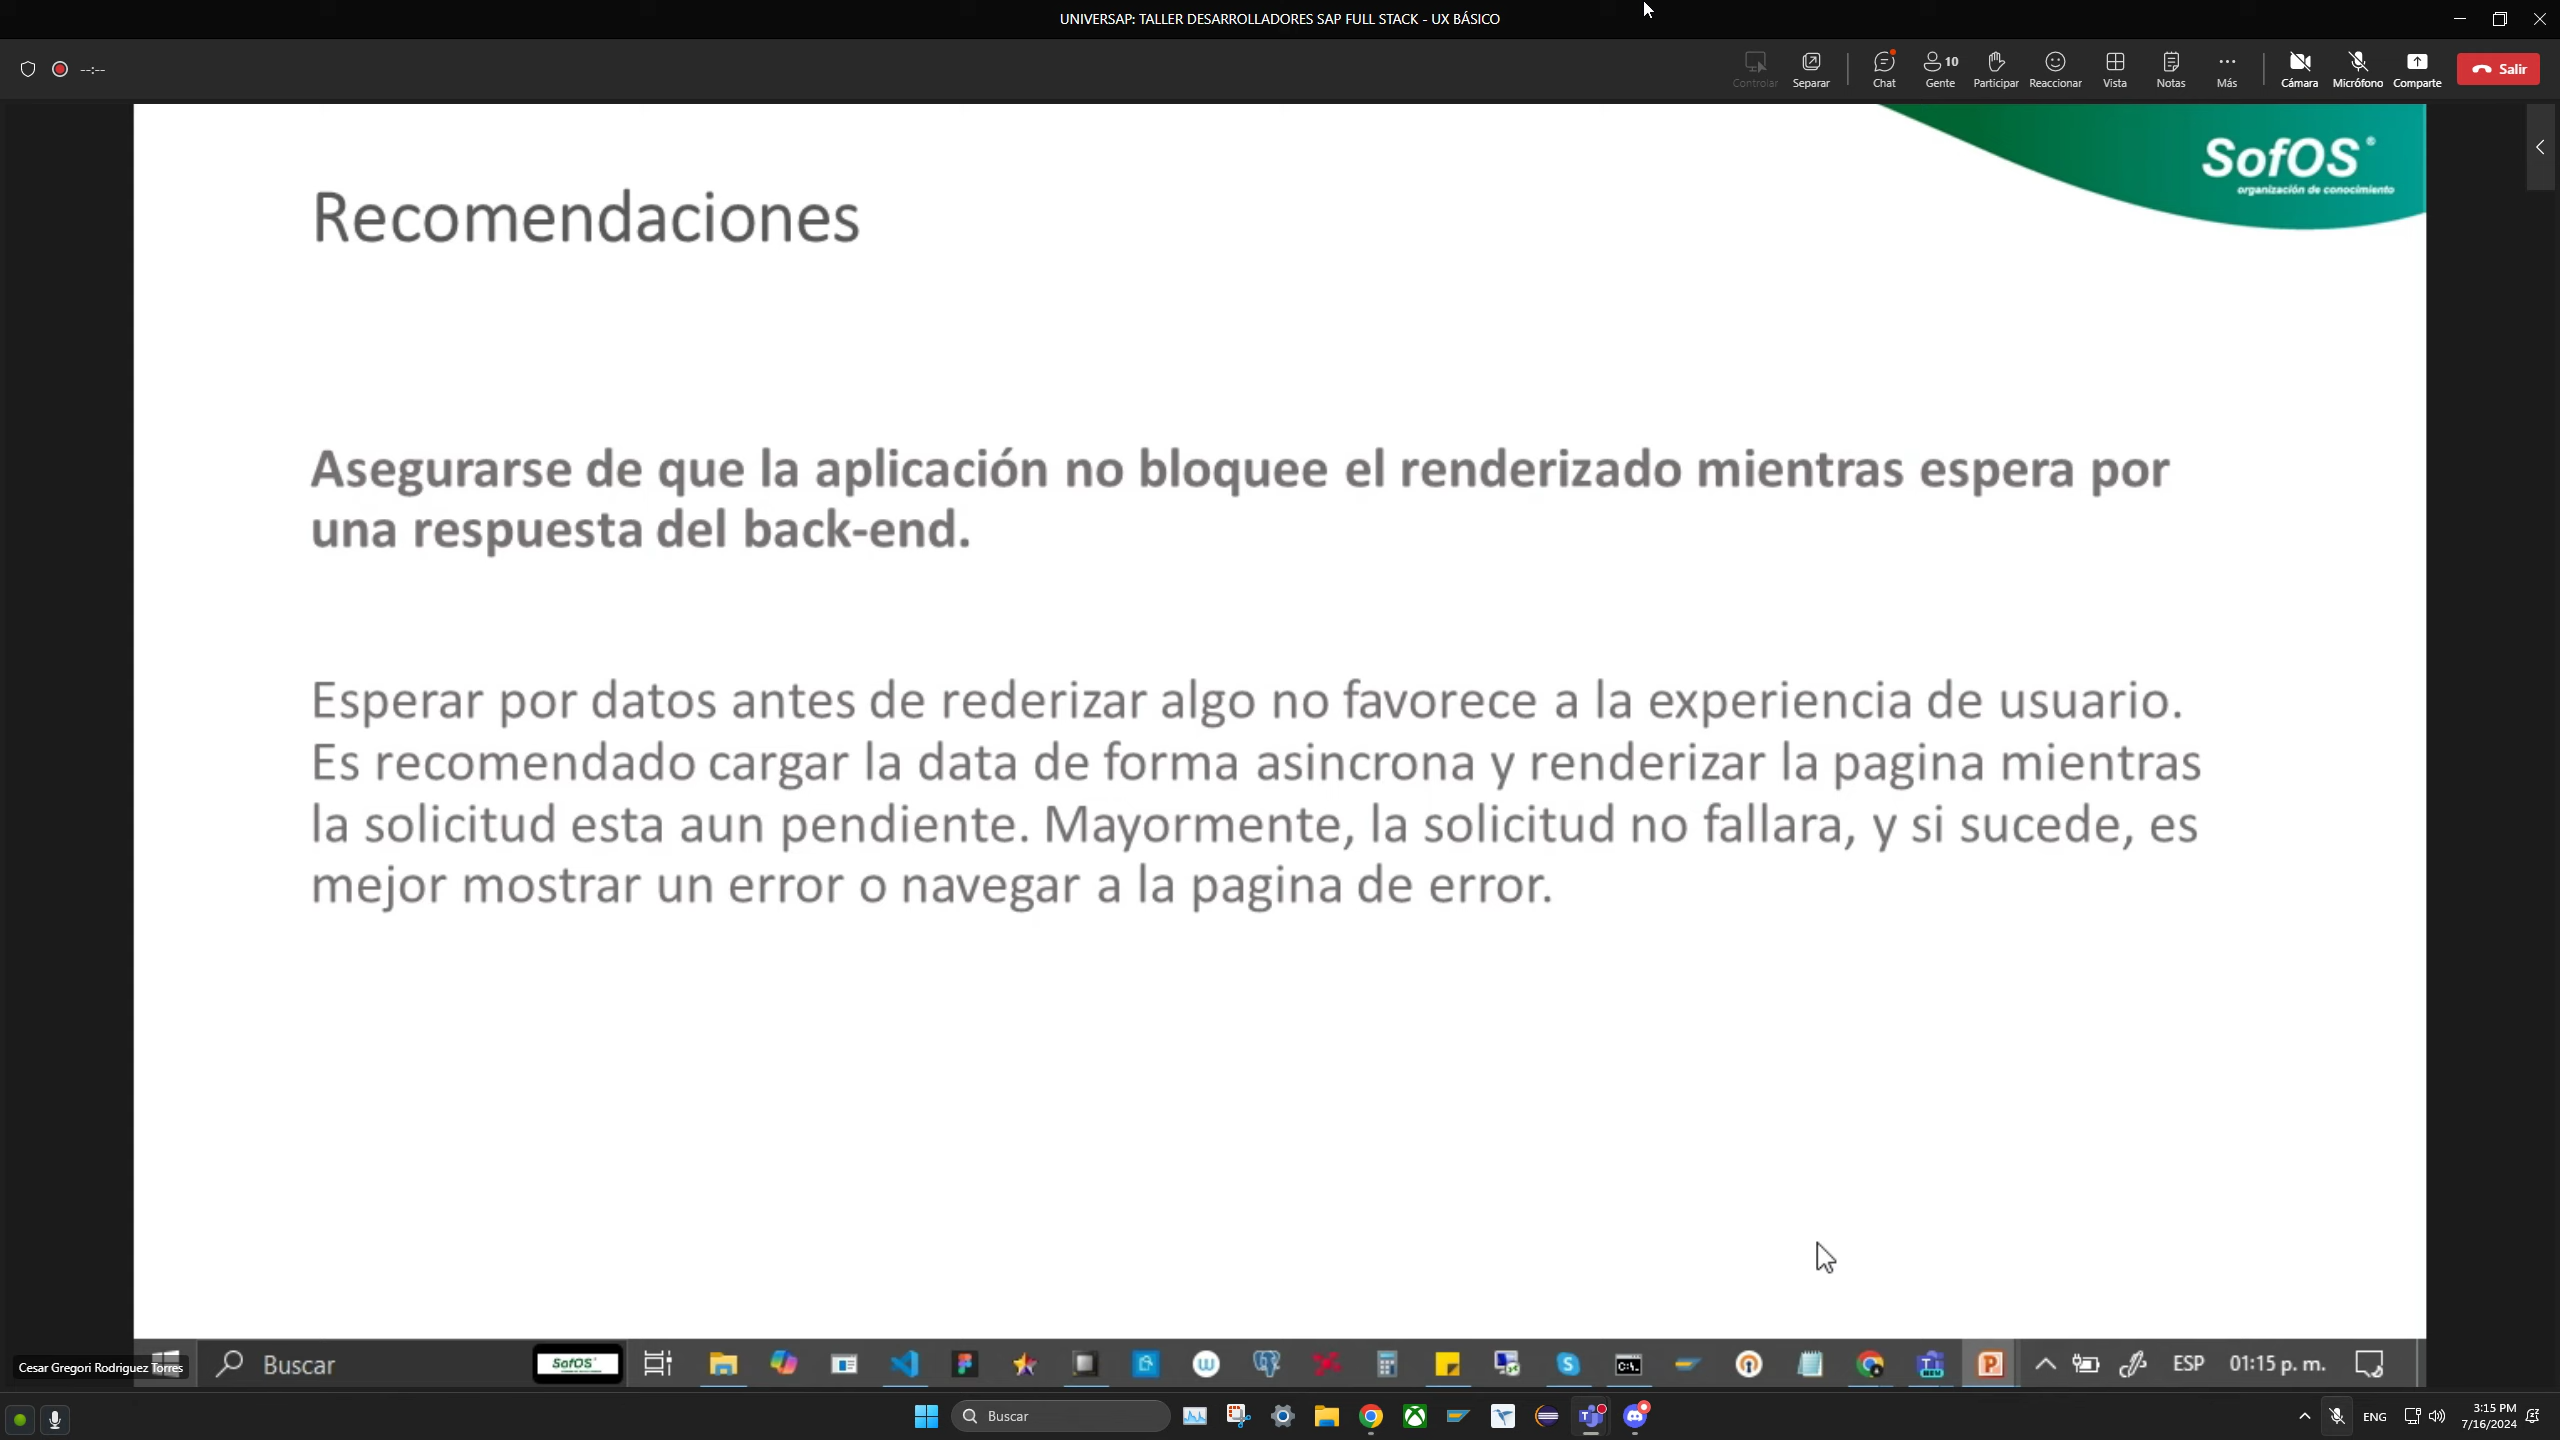 UNIVERSAP: TALLER DESARROLLADORES SAP FULL STACK - UX BÁSICO
--:--
Controlar
Separar
Chat
10
Gente
Participar
Reaccionar
Vista
Notas
Más
Cámara
Micrófono
Comparte
Salir
SofOS®
organización de conocimiento
Recomendaciones
Asegurarse de que la aplicación no bloquee el renderizado mientras espera por
una respuesta del back-end.
Esperar por datos antes de rederizar algo no favorece a la experiencia de usuario.
Es recomendado cargar la data de forma asincrona y renderizar la pagina mientras
la solicitud esta aun pendiente. Mayormente, la solicitud no fallara, y si sucede, es
mejor mostrar un error o navegar a la pagina de error.
Cesar Gregori Rodriguez Torres
Buscar
SofOS
ESP
01:15 p. m.
Buscar
ENG
3:15 PM
7/16/2024